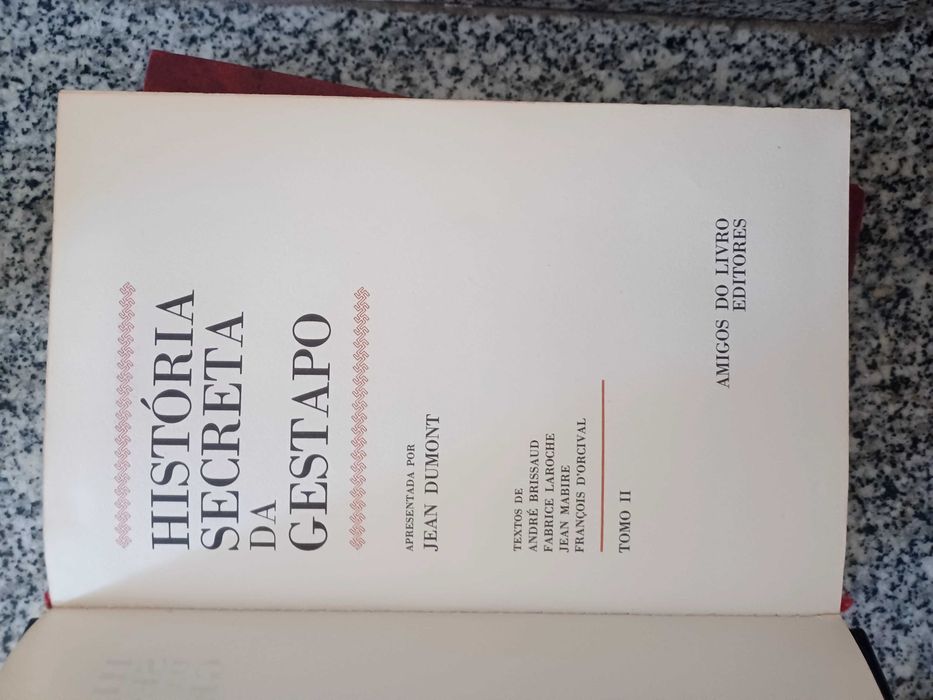 HISTÓRIA
SECRETA
DA
GESTAPO
APRESENTADA POR
JEAN DUMONT
TEXTOS DE
ANDRÉ BRISSAUD
FABRICE LAROCHE
JEAN MABIRE
FRANÇOIS D'ORCIVAL
TOMO II
AMIGOS DO LIVRO
EDITORES